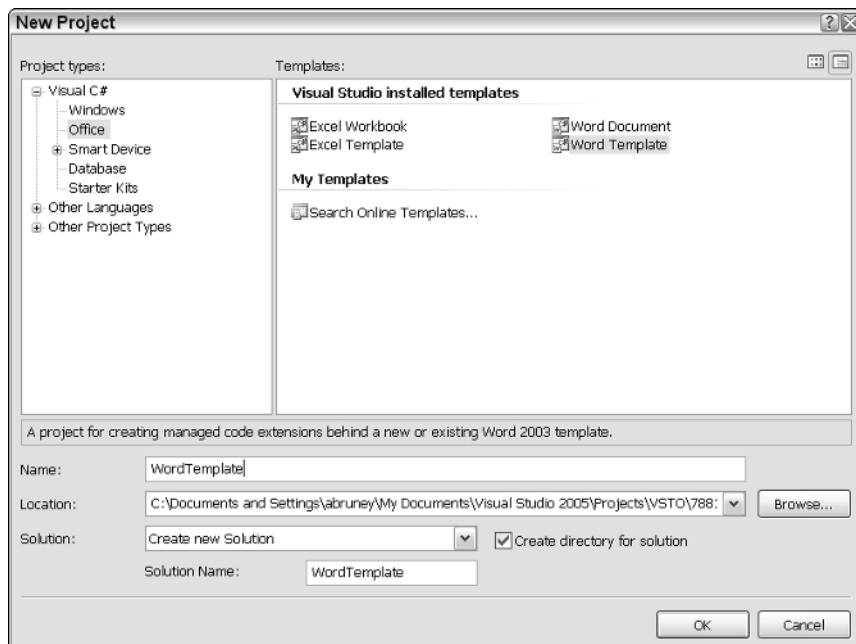 New Project
Project types:
Templates:
Visual C#
Windows
Office
Smart Device
Database
Starter Kits
Other Languages
Other Project Types
Visual Studio installed templates
Excel Workbook
Word Document
Excel Template
Word Template
My Templates
Search Online Templates...
A project for creating managed code extensions behind a new or existing Word 2003 template.
Name:
WordTemplate
Location:
C:\Documents and Settings\abruney\My Documents\Visual Studio 2005\Projects\VSTO\788
Browse...
Solution:
Create new Solution
Create directory for solution
Solution Name:
WordTemplate
OK
Cancel